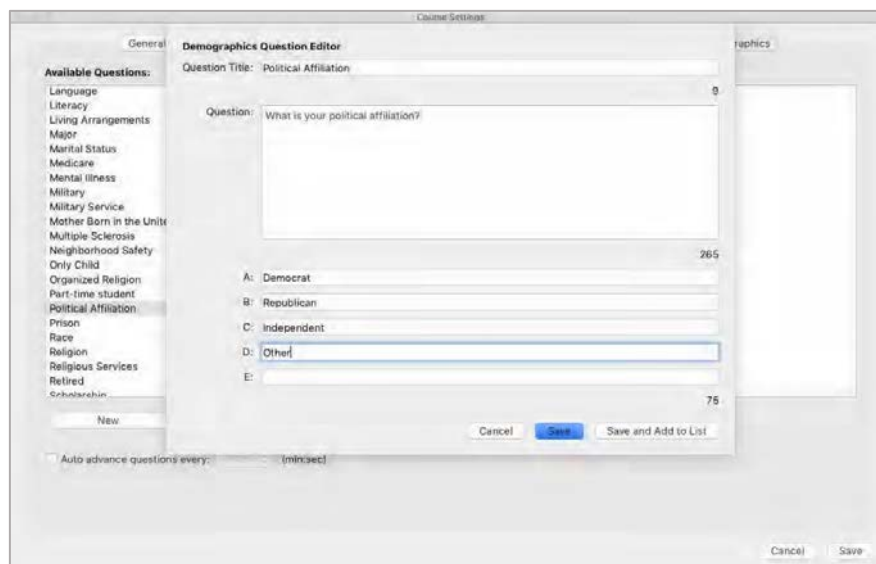 Course Settings
General
raphics
Demographics Question Editor
Question Title: Political Affiliation
9
Available Questions:
Language
Literacy
Living Arrangements
Major
Marital Status
Medicare
Mental Illness
Military
Military Service
Mother Born in the Unite
Multiple Sclerosis
Neighborhood Safety
Only Child
Organized Religion
Part-time student
Political Affiliation
Prison
Race
Religion
Religious Services
Retired
Scholarship
Question: What is your political affiliation?
265
A: Democrat
B: Republican
C: Independent
D: Other
E:
75
Cancel Save Save and Add to List
New
Auto advance questions every: (min:sec)
Cancel Save